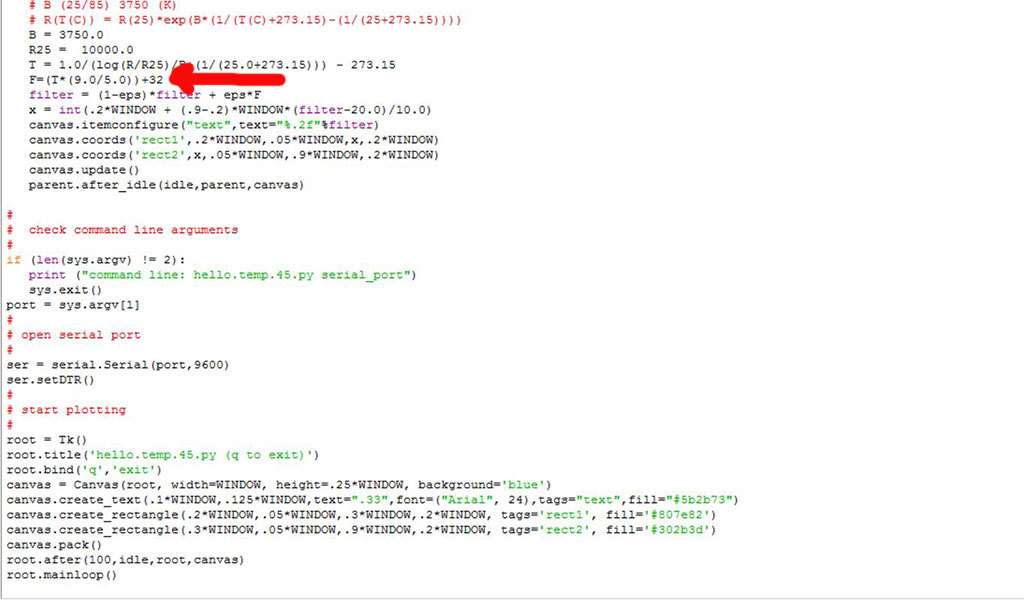 # B (25/85) 3750 (K)
# R(T(C)) = R(25)*exp(B*(1/(T(C)+273.15)-(1/(25+273.15))))
B = 3750.0
R25 =  10000.0
T = 1.0/(log(R/R25)/B+(1/(25.0+273.15))) - 273.15
F=(T*(9.0/5.0))+32
filter = (1-eps)*filter + eps*F
x = int(.2*WINDOW + (.9-.2)*WINDOW*(filter-20.0)/10.0)
canvas.itemconfigure("text",text="%.2f"%filter)
canvas.coords('rect1',.2*WINDOW,.05*WINDOW,x,.2*WINDOW)
canvas.coords('rect2',x,.05*WINDOW,.9*WINDOW,.2*WINDOW)
canvas.update()
parent.after_idle(idle,parent,canvas)
#
#  check command line arguments
#
if (len(sys.argv) != 2):
print ("command line: hello.temp.45.py serial_port")
sys.exit()
port = sys.argv[1]
#
# open serial port
#
ser = serial.Serial(port,9600)
ser.setDTR()
#
# start plotting
#
root = Tk()
root.title('hello.temp.45.py (q to exit)')
root.bind('q','exit')
canvas = Canvas(root, width=WINDOW, height=.25*WINDOW, background='blue')
canvas.create_text(.1*WINDOW,.125*WINDOW,text=".33",font=("Arial", 24),tags="text",fill="#5b2b73")
canvas.create_rectangle(.2*WINDOW,.05*WINDOW,.3*WINDOW,.2*WINDOW, tags='rect1', fill='#807e82')
canvas.create_rectangle(.3*WINDOW,.05*WINDOW,.9*WINDOW,.2*WINDOW, tags='rect2', fill='#302b3d')
canvas.pack()
root.after(100,idle,root,canvas)
root.mainloop()